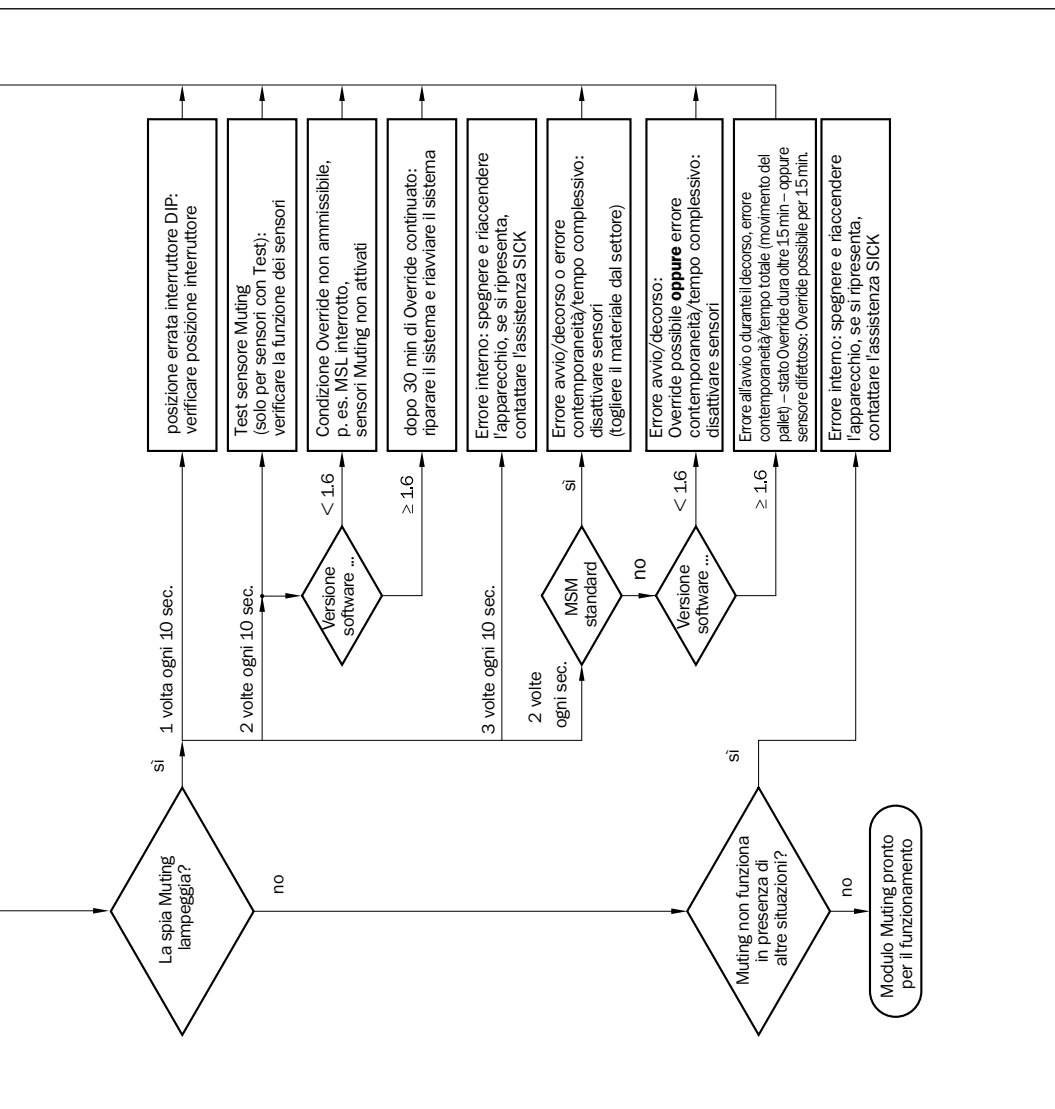 La spia Muting
lampeggia?
sì
no
1 volta ogni 10 sec.
posizione errata interruttore DIP:
verificare posizione interruttore
2 volte ogni 10 sec.
Test sensore Muting
(solo per sensori con Test):
verificare la funzione dei sensori
Versione
software ...
< 1.6
Condizione Override non ammissibile,
p. es. MSL interrotto,
sensori Muting non attivati
≥ 1.6
dopo 30 min di Override continuato:
riparare il sistema e riavviare il sistema
3 volte ogni 10 sec.
Errore interno: spegnere e riaccendere
l'apparecchio, se si ripresenta,
contattare l'assistenza SICK
2 volte
ogni sec.
MSM
standard
sì
Errore avvio/decorso o errore
contemporaneità/tempo complessivo:
disattivare sensori
(togliere il materiale dal settore)
no
Versione
software ...
< 1.6
Errore avvio/decorso:
Override possibile oppure errore
contemporaneità/tempo complessivo:
disattivare sensori
≥ 1.6
Errore all'avvio o durante il decorso, errore
contemporaneità/tempo totale (movimento del
pallet) – stato Override dura oltre 15 min – oppure
sensore difettoso: Override possibile per 15 min.
Muting non funziona
in presenza di
altre situazioni?
sì
Errore interno: spegnere e riaccendere
l'apparecchio, se si ripresenta,
contattare l'assistenza SICK
no
Modulo Muting pronto
per il funzionamento